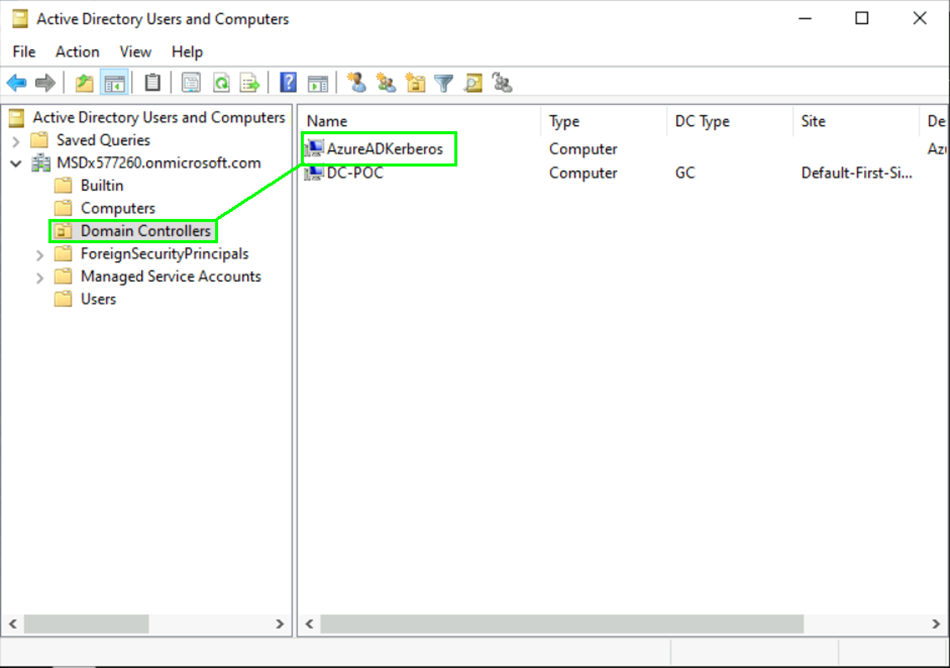 Active Directory Users and Computers
File Action View Help
Active Directory Users and Computers
Saved Queries
MSDx577260.onmicrosoft.com
Builtin
Computers
Domain Controllers
ForeignSecurityPrincipals
Managed Service Accounts
Users
Name Type DC Type Site De
AzureADKerberos Computer Az
DC-POC Computer GC Default-First-Si...